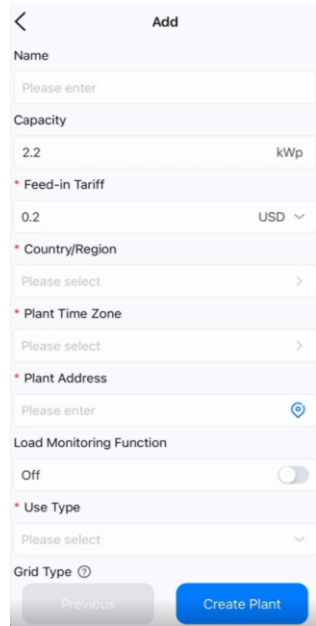 Add
Name
Please enter
Capacity
2.2 kWp
* Feed-in Tariff
0.2 USD
* Country/Region
Please select
* Plant Time Zone
Please select
* Plant Address
Please enter
Load Monitoring Function
Off
* Use Type
Please select
Grid Type ?
Previous Create Plant